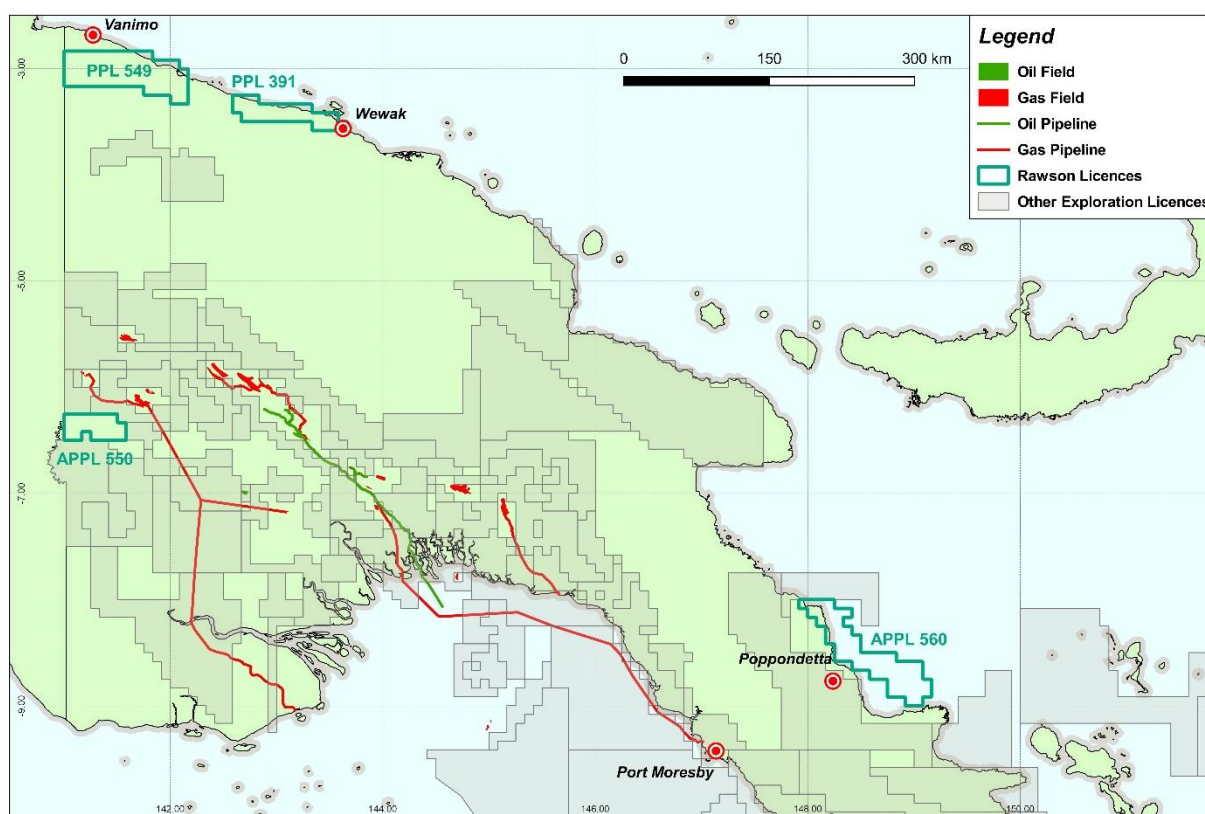 Vanimo
-3.00
PPL 549
PPL 391
Wewak
0
150
300 km
Legend
Oil Field
Gas Field
Oil Pipeline
Gas Pipeline
Rawson Licences
Other Exploration Licences
-5.00
APPL 550
-7.00
APPL 560
Poppondetta
-9.00
Port Moresby
142.00
144.00
146.00
148.00
150.00